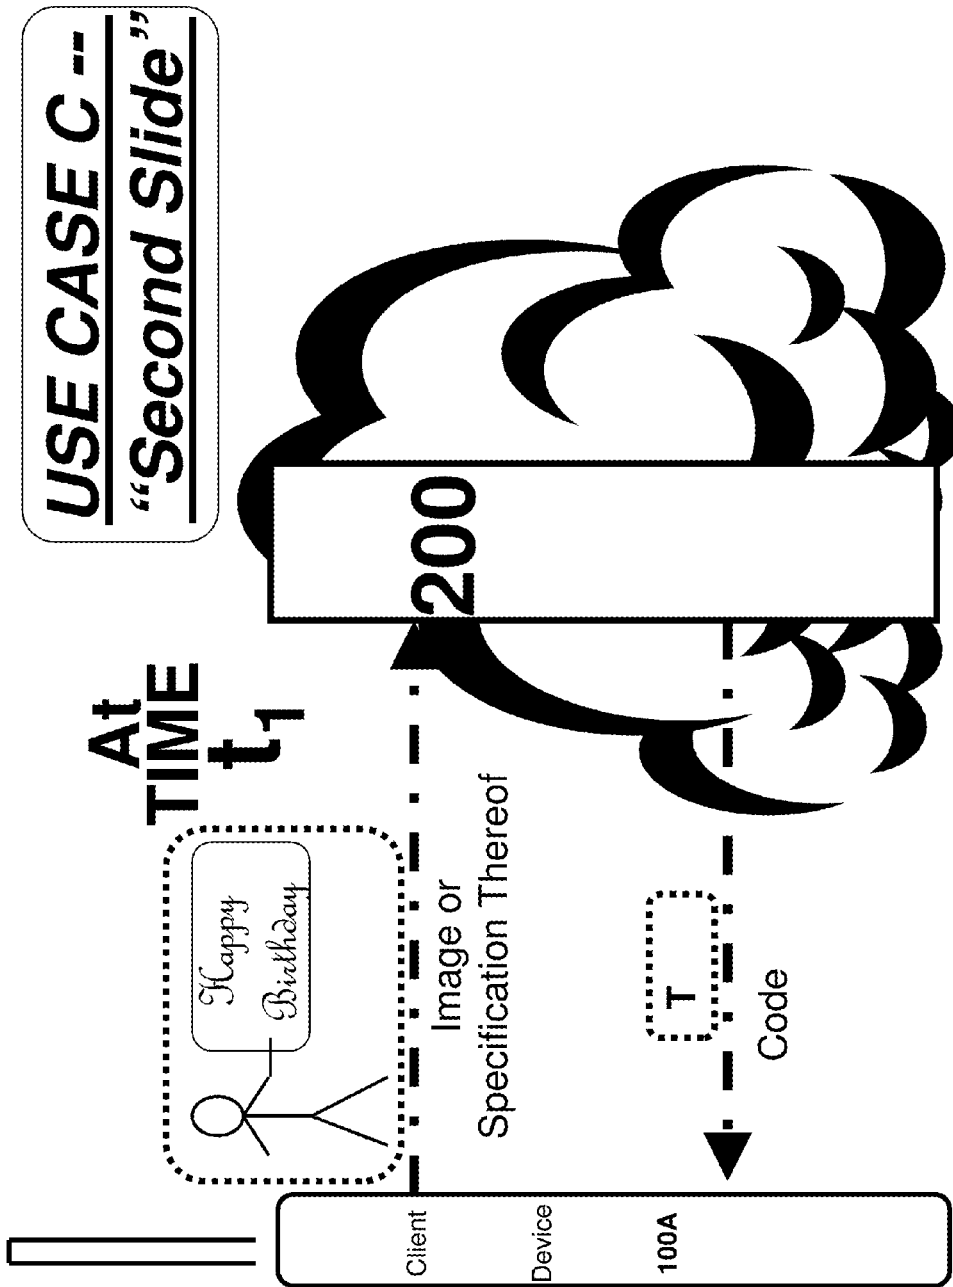 USE CASE C --
“Second Slide”
At
TIME
t1
Happy
Birthday
Image or
Specification Thereof
200
T
Code
Client
Device
100A